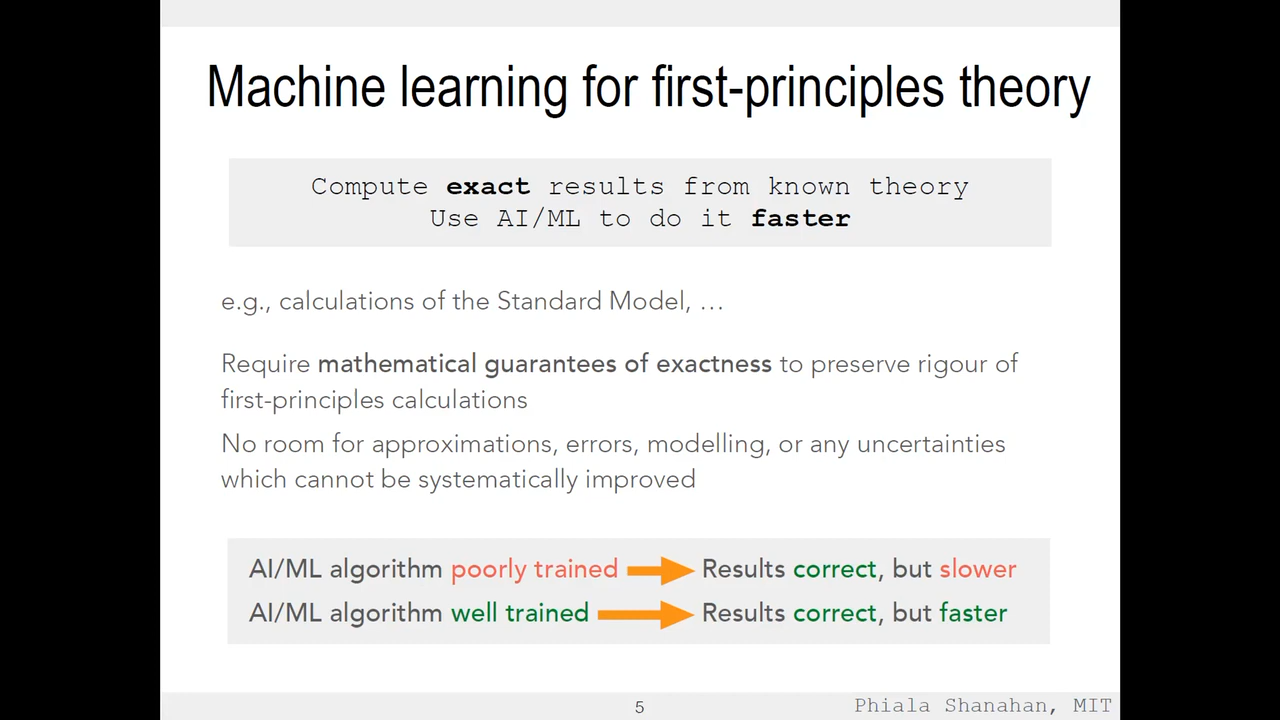 Machine learning for first-principles theory
Compute exact results from known theory
Use AI/ML to do it faster
e.g., calculations of the Standard Model, …
Require mathematical guarantees of exactness to preserve rigour of
first-principles calculations
No room for approximations, errors, modelling, or any uncertainties
which cannot be systematically improved
AI/ML algorithm poorly trained Results correct, but slower
AI/ML algorithm well trained Results correct, but faster
5
Phiala Shanahan, MIT